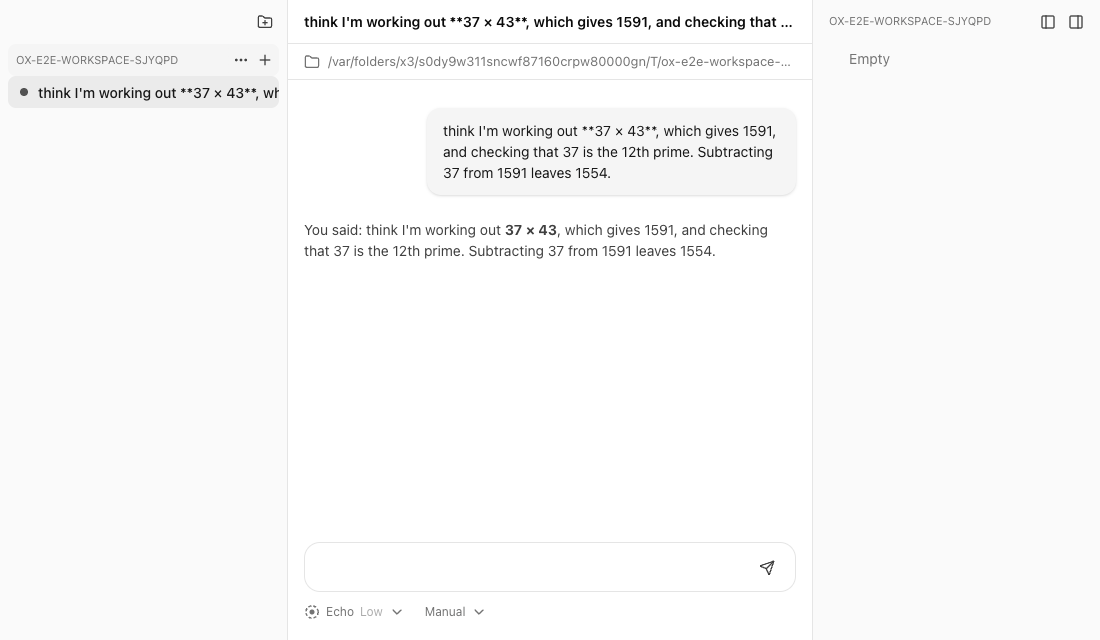 think I'm working out **37 × 43**, which gives 1591, and checking that ...
OX-E2E-WORKSPACE-SJYQPD
OX-E2E-WORKSPACE-SJYQPD
think I'm working out **37 × 43**, wh
/var/folders/x3/s0dy9w311sncwf87160crpw80000gn/T/ox-e2e-workspace-...
Empty
think I'm working out **37 × 43**, which gives 1591,
and checking that 37 is the 12th prime. Subtracting
37 from 1591 leaves 1554.
You said: think I'm working out 37 × 43, which gives 1591, and checking
that 37 is the 12th prime. Subtracting 37 from 1591 leaves 1554.
Echo Low Manual